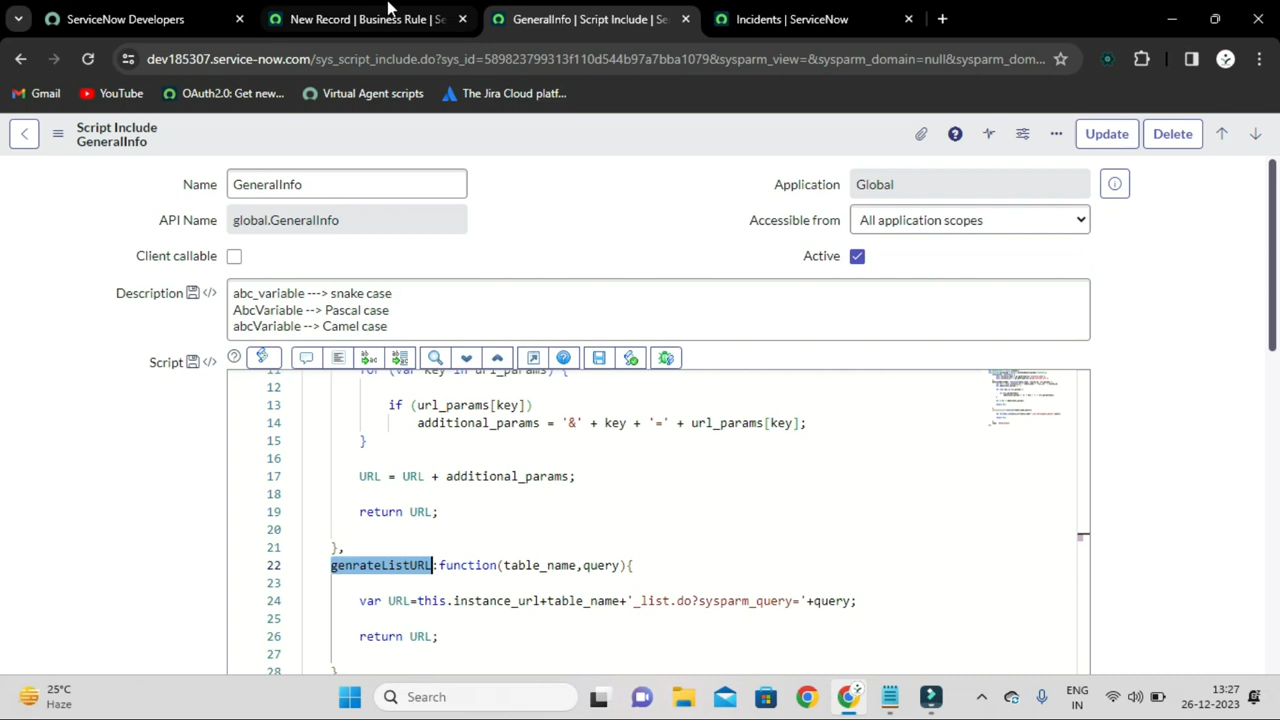 ServiceNow Developers
New Record | Business Rule | Se
GeneralInfo | Script Include | Se
Incidents | ServiceNow
dev185307.service-now.com/sys_script_include.do?sys_id=589823799313f110d544b97a7bba1079&sysparm_view=&sysparm_domain=null&sysparm_dom...
Gmail
YouTube
OAuth2.0: Get new...
Virtual Agent scripts
The Jira Cloud platf...
Script Include
GeneralInfo
Update
Delete
Name
GeneralInfo
Application
Global
API Name
global.GeneralInfo
Accessible from
All application scopes
Client callable
Active
Description
abc_variable ---> snake case
AbcVariable --> Pascal case
abcVariable --> Camel case
Script
11 for (var key in url_params) {
12
13 if (url_params[key])
14 additional_params = '&' + key + '=' + url_params[key];
15 }
16
17 URL = URL + additional_params;
18
19 return URL;
20
21 },
22 genrateListURL:function(table_name,query){
23
24 var URL=this.instance_url+table_name+'_list.do?sysparm_query='+query;
25
26 return URL;
27
28 }
25°C
Haze
Search
ENG
IN
13:27
26-12-2023